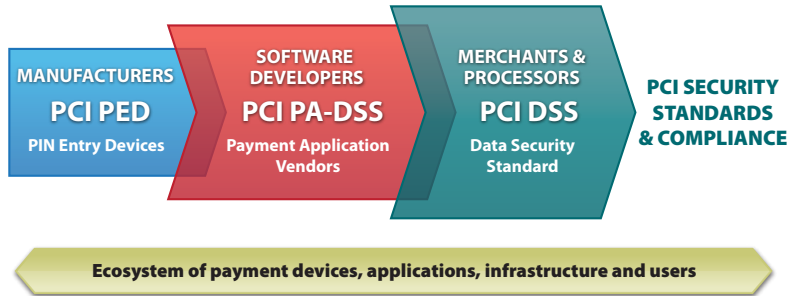 MANUFACTURERS
PCI PED
PIN Entry Devices
SOFTWARE
DEVELOPERS
PCI PA-DSS
Payment Application
Vendors
MERCHANTS &
PROCESSORS
PCI DSS
Data Security
Standard
PCI SECURITY
STANDARDS
& COMPLIANCE
Ecosystem of payment devices, applications, infrastructure and users